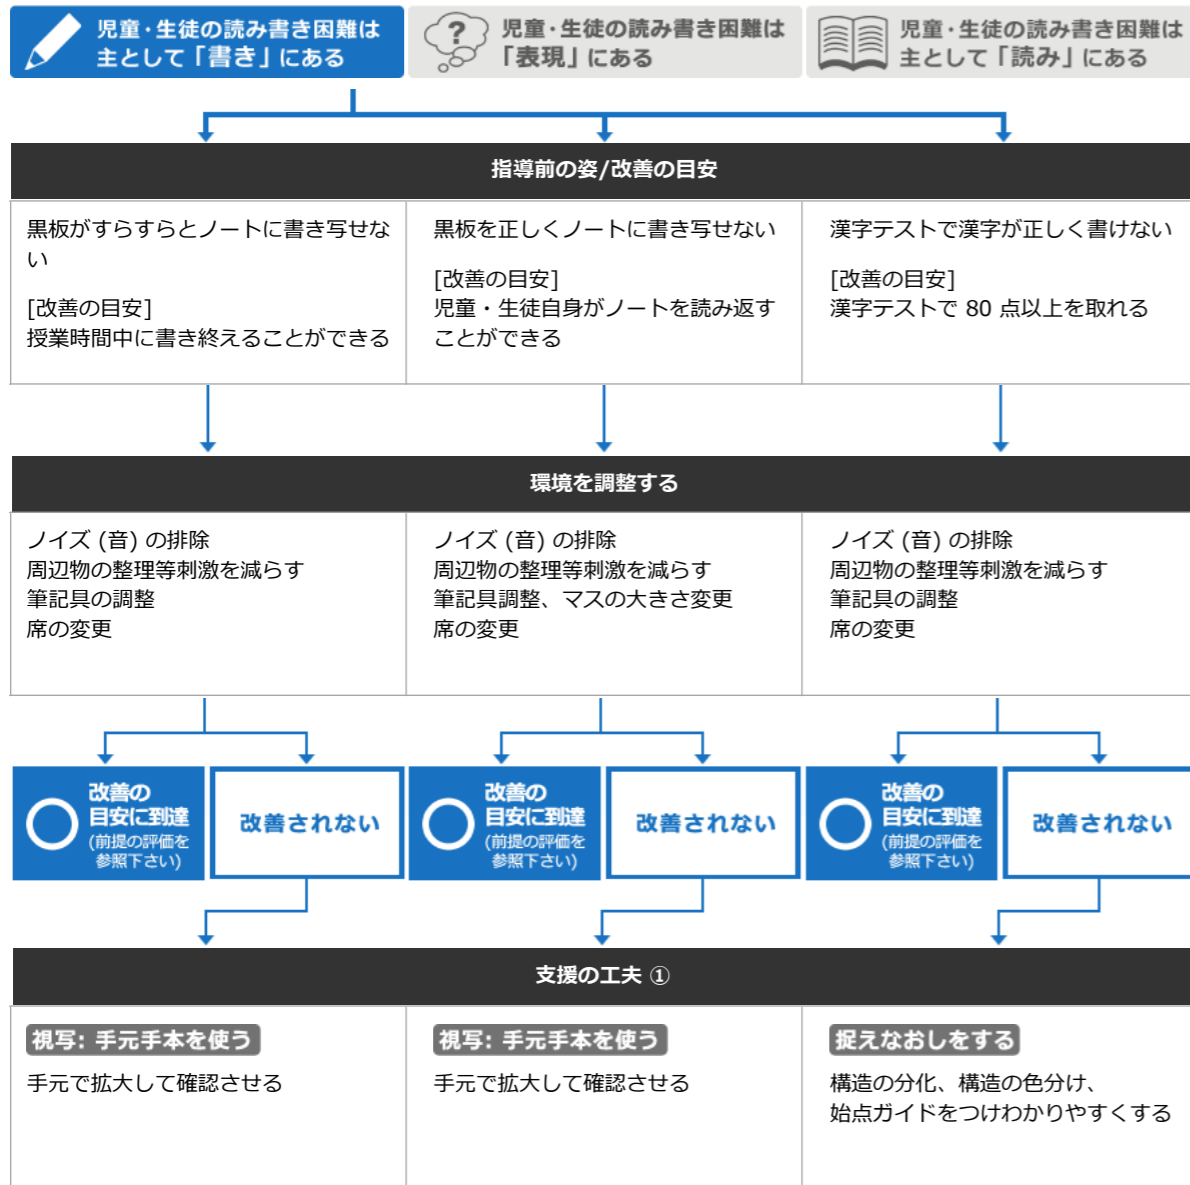 児童・生徒の読み書き困難は
主として「書き」にある
児童・生徒の読み書き困難は
「表現」にある
児童・生徒の読み書き困難は
主として「読み」にある
指導前の姿/改善の目安
黒板がすらすらとノートに書き写せな
い
[改善の目安]
授業時間中に書き終えることができる
黒板を正しくノートに書き写せない
[改善の目安]
児童・生徒自身がノートを読み返す
ことができる
漢字テストで漢字が正しく書けない
[改善の目安]
漢字テストで 80 点以上を取れる
環境を調整する
ノイズ (音) の排除
周辺物の整理等刺激を減らす
筆記具の調整
席の変更
ノイズ (音) の排除
周辺物の整理等刺激を減らす
筆記具調整、マスの大きさ変更
席の変更
ノイズ (音) の排除
周辺物の整理等刺激を減らす
筆記具の調整
席の変更
改善の
目安に到達
(前提の評価を
参照下さい)
改善されない
改善の
目安に到達
(前提の評価を
参照下さい)
改善されない
改善の
目安に到達
(前提の評価を
参照下さい)
改善されない
支援の工夫 ①
視写: 手元手本を使う
手元で拡大して確認させる
視写: 手元手本を使う
手元で拡大して確認させる
捉えなおしをする
構造の分化、構造の色分け、
始点ガイドをつけわかりやすくする